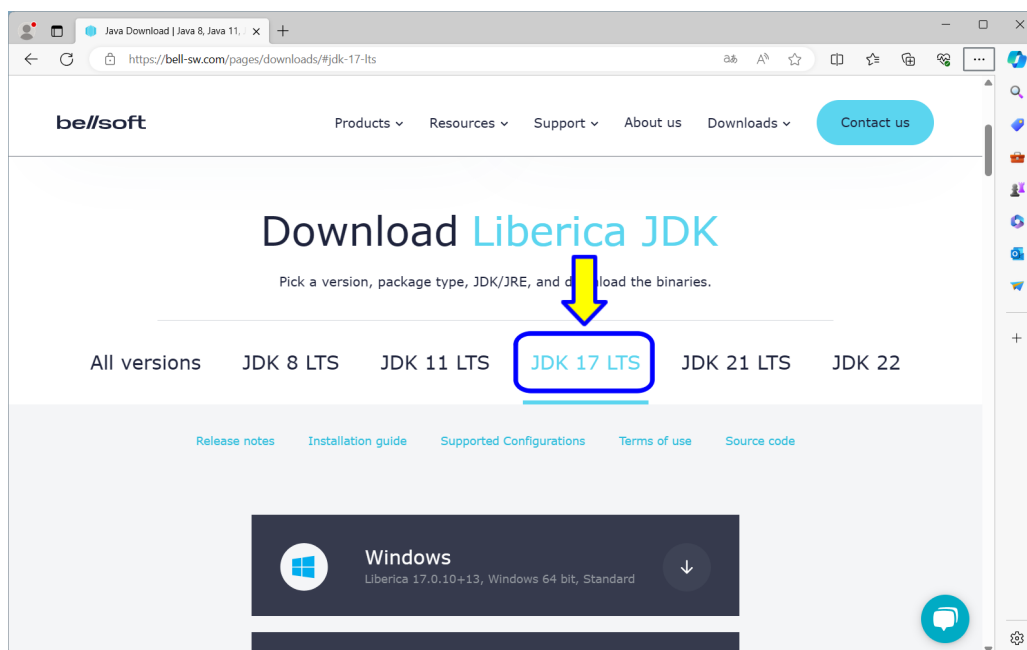 Java Download | Java 8, Java 11,
https://bell-sw.com/pages/downloads/#jdk-17-lts
bellsoft
Products Resources Support About us Downloads Contact us
Download Liberica JDK
Pick a version, package type, JDK/JRE, and download the binaries.
All versions JDK 8 LTS JDK 11 LTS JDK 17 LTS JDK 21 LTS JDK 22
Release notes Installation guide Supported Configurations Terms of use Source code
Windows
Liberica 17.0.10+13, Windows 64 bit, Standard